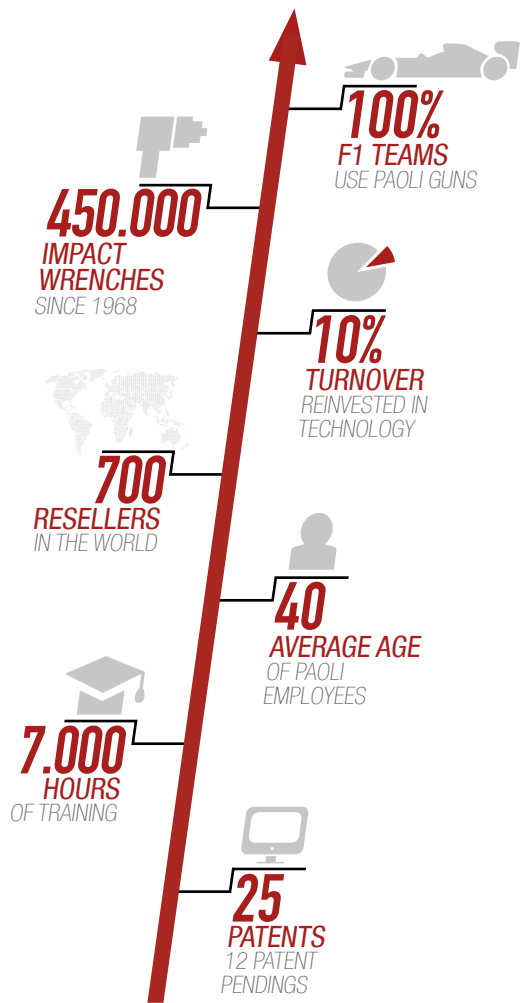 100%
F1 TEAMS
USE PAOLI GUNS
450.000
IMPACT
WRENCHES
SINCE 1968
10%
TURNOVER
REINVESTED IN
TECHNOLOGY
700
RESELLERS
IN THE WORLD
40
AVERAGE AGE
OF PAOLI
EMPLOYEES
7.000
HOURS
OF TRAINING
25
PATENTS
12 PATENT
PENDINGS